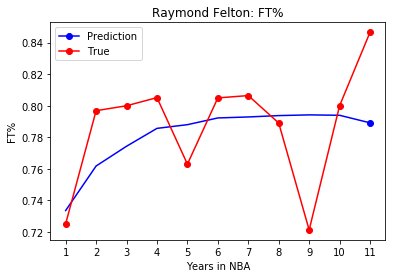 Raymond Felton: FT%
Prediction
True
FT%
0.84
0.82
0.80
0.78
0.76
0.74
0.72
1 2 3 4 5 6 7 8 9 10 11
Years in NBA